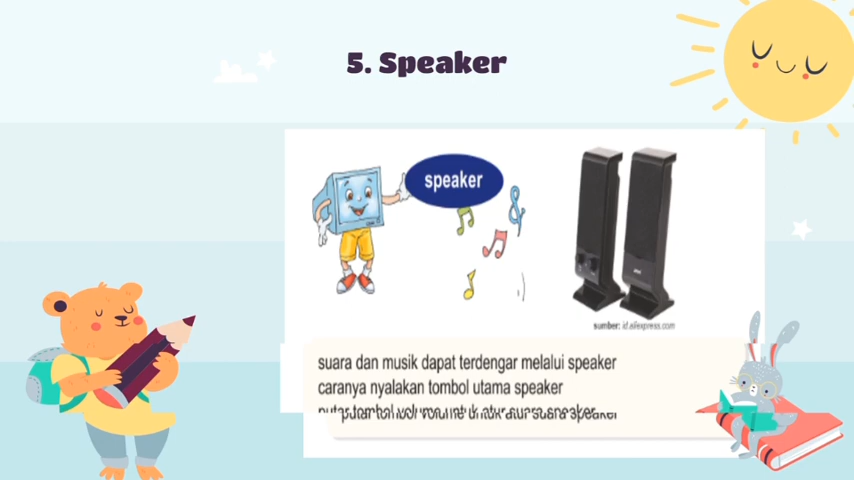 5. Speaker
speaker
sumber: id.aliexpress.com
suara dan musik dapat terdengar melalui speaker
caranya nyalakan tombol utama speaker
speaker